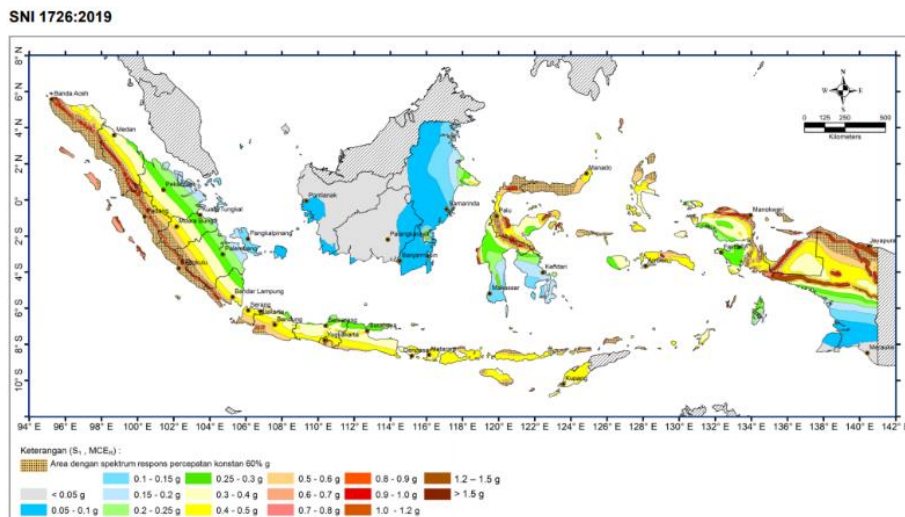 SNI 1726:2019
8° N
6° N
4° N
2° N
0°
2° S
4° S
6° S
8° S
10° S
Banda Aceh
Medan
Pekanbaru
Padang
Kuala Tungkal
Muara Bungo
Pangkalpinang
Palembang
Bengkulu
Bandar Lampung
Serang
Jakarta
Bandung
Semarang
Surabaya
Yogyakarta
Denpasar
Mataram
Kupang
Pontianak
Palangkaraya
Samarinda
Banjarmasin
Manado
Palu
Kendari
Makassar
Manokwari
Jayapura
Merauke
N
W E
S
0 125 250 500
Kilometers
94° E 96° E 98° E 100° E 102° E 104° E 106° E 108° E 110° E 112° E 114° E 116° E 118° E 120° E 122° E 124° E 126° E 128° E 130° E 132° E 134° E 136° E 138° E 140° E 142° E
Keterangan (S₁ , MCER) :
Area dengan spektrum respons percepatan konstan 60% g
0.1 - 0.15 g 0.25 - 0.3 g 0.5 - 0.6 g 0.8 - 0.9 g 1.2 – 1.5 g
< 0.05 g 0.15 - 0.2 g 0.3 - 0.4 g 0.6 - 0.7 g 0.9 - 1.0 g > 1.5 g
0.05 - 0.1 g 0.2 - 0.25 g 0.4 - 0.5 g 0.7 - 0.8 g 1.0 - 1.2 g